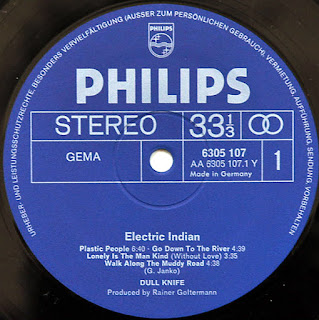 URHEBER- UND LEISTUNGSSCHUTZRECHTE, BESONDERS VERVIELFÄLTIGUNG (AUSSER ZUM PERSÖNLICHEN GEBRAUCH), VERMIETUNG, AUFFÜHRUNG, SENDUNG, VORBEHALTEN
PHILIPS
PHILIPS
STEREO 33 1/3
GEMA
6305 107
AA 6305 107.1 Y
Made in Germany
1
Electric Indian
Plastic People 6:40 - Go Down To The River 4:39
Lonely Is The Man Kind (Without Love) 3:35
Walk Along The Muddy Road 4:38
(G. Janko)
DULL KNIFE
Produced by Rainer Goltermann